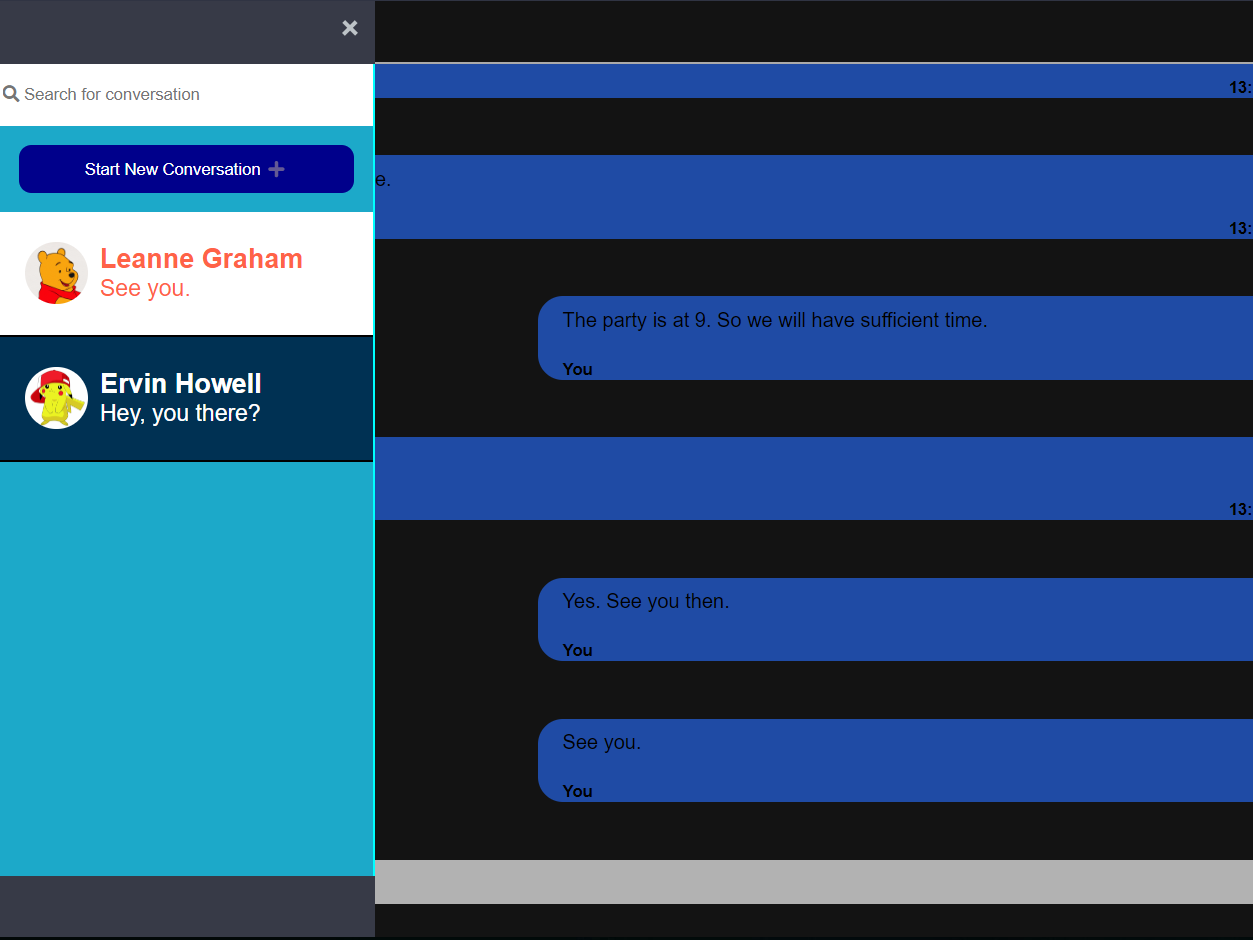 Search for conversation
Start New Conversation
Leanne Graham
See you.
Ervin Howell
Hey, you there?
13:
e.
13:
The party is at 9. So we will have sufficient time.
You
13:
Yes. See you then.
You
See you.
You